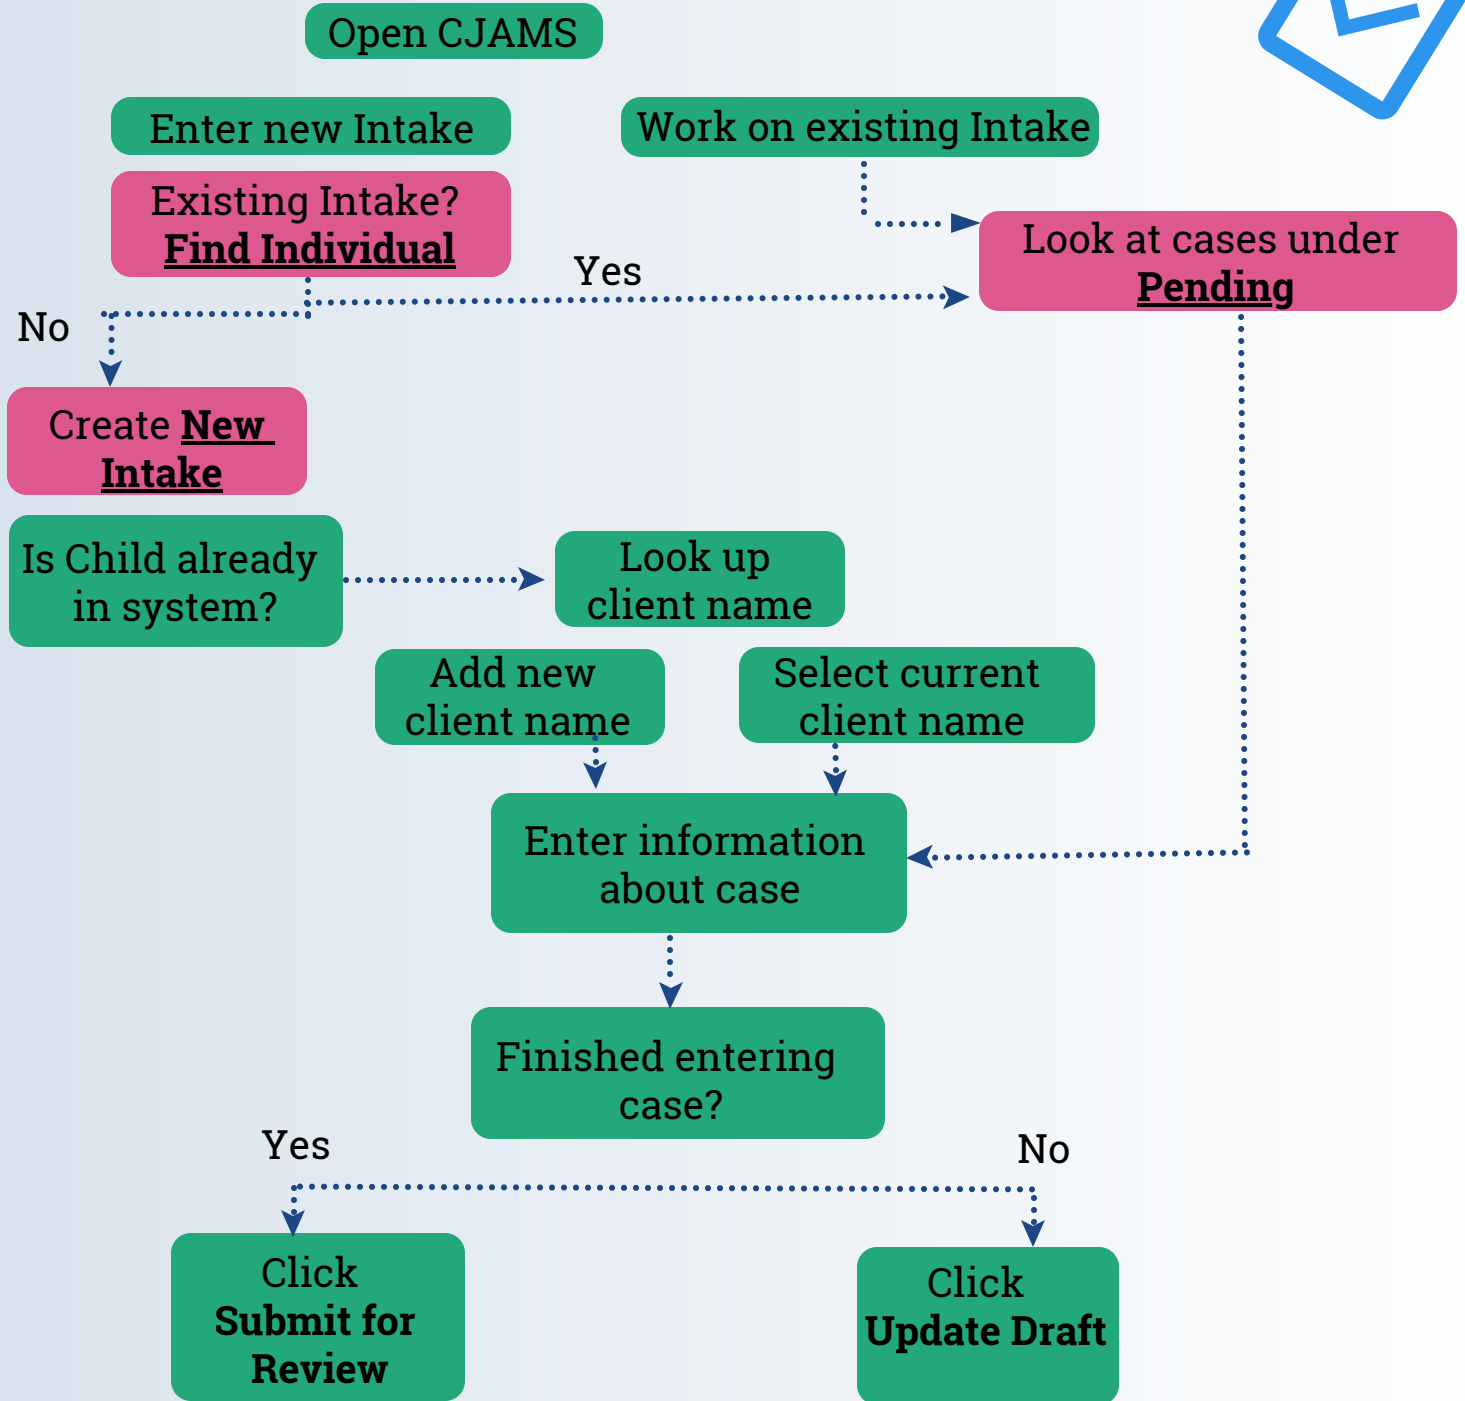 Open CJAMS
Enter new Intake
Work on existing Intake
Existing Intake?
Find Individual
Look at cases under
Pending
Yes
No
Create New
Intake
Is Child already
in system?
Look up
client name
Add new
client name
Select current
client name
Enter information
about case
Finished entering
case?
Yes
No
Click
Submit for
Review
Click
Update Draft